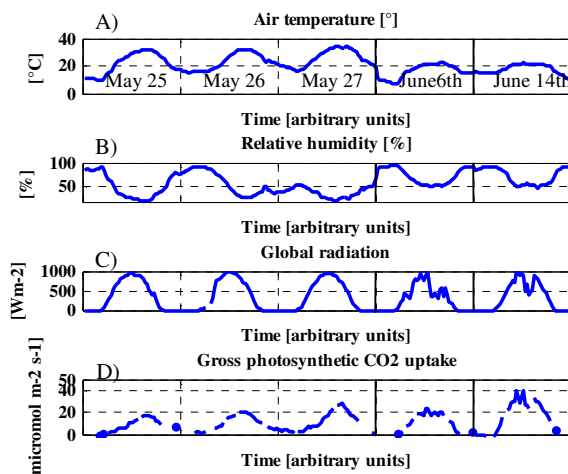 A) Air temperature [°]
40
20
0
[°C]
May 25 May 26 May 27 June6th June 14th
Time [arbitrary units]
B) Relative humidity [%]
100
50
[%]
Time [arbitrary units]
C) Global radiation
1000
500
0
[Wm-2]
Time [arbitrary units]
D) Gross photosynthetic CO2 uptake
50
40
20
0
micromol m-2 s-1]
Time [arbitrary units]